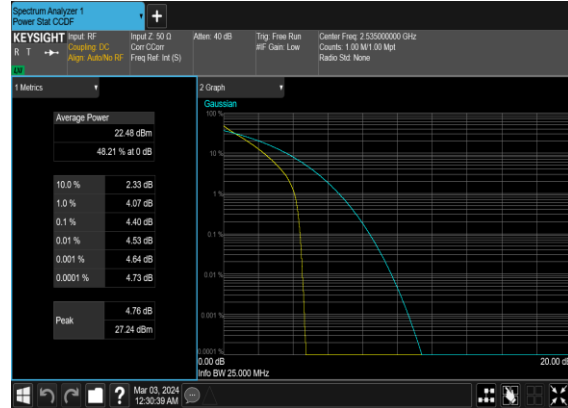 Spectrum Analyzer 1
Power Stat CCDF
KEYSIGHT
R T
LM
Input: RF
Coupling: DC
Align: Auto/No RF
Input Z: 50 Ω
Corr CCorr
Freq Ref: Int (S)
Atten: 40 dB
Trig: Free Run
#IF Gain: Low
Center Freq: 2.535000000 GHz
Counts: 1.00 M/1.00 Mpt
Radio Std: None
1 Metrics
Average Power
22.48 dBm
48.21 % at 0 dB
10.0 % 2.33 dB
1.0 % 4.07 dB
0.1 % 4.40 dB
0.01 % 4.53 dB
0.001 % 4.64 dB
0.0001 % 4.73 dB
Peak
4.76 dB
27.24 dBm
2 Graph
Gaussian
100 %
10 %
1 %
0.1 %
0.01 %
0.001 %
0.0001 %
0.00 dB 20.00 dB
Info BW 25.000 MHz
Mar 03, 2024
12:30:39 AM